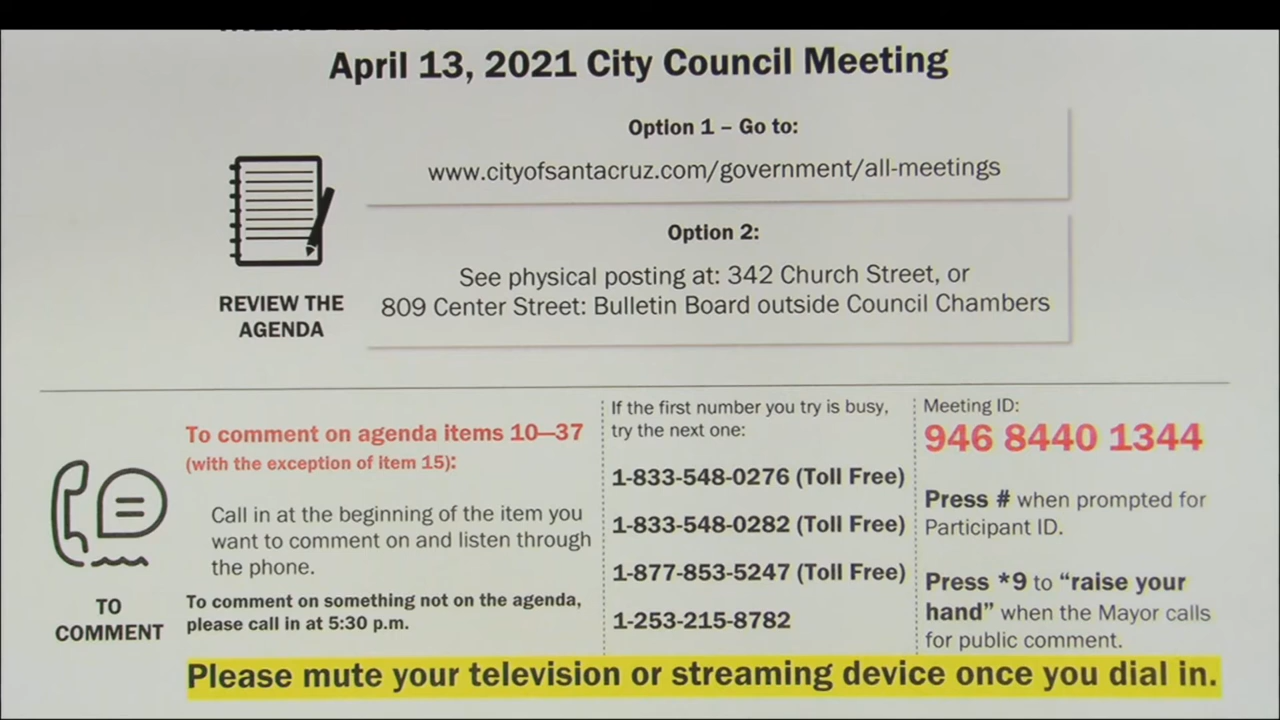 April 13, 2021 City Council Meeting
Option 1 – Go to:
www.cityofsantacruz.com/government/all-meetings
Option 2:
See physical posting at: 342 Church Street, or
809 Center Street: Bulletin Board outside Council Chambers
REVIEW THE
AGENDA
To comment on agenda items 10—37
(with the exception of item 15):
Call in at the beginning of the item you
want to comment on and listen through
the phone.
To comment on something not on the agenda,
please call in at 5:30 p.m.
TO
COMMENT
If the first number you try is busy,
try the next one:
1-833-548-0276 (Toll Free)
1-833-548-0282 (Toll Free)
1-877-853-5247 (Toll Free)
1-253-215-8782
Meeting ID:
946 8440 1344
Press # when prompted for
Participant ID.
Press *9 to “raise your
hand” when the Mayor calls
for public comment.
Please mute your television or streaming device once you dial in.